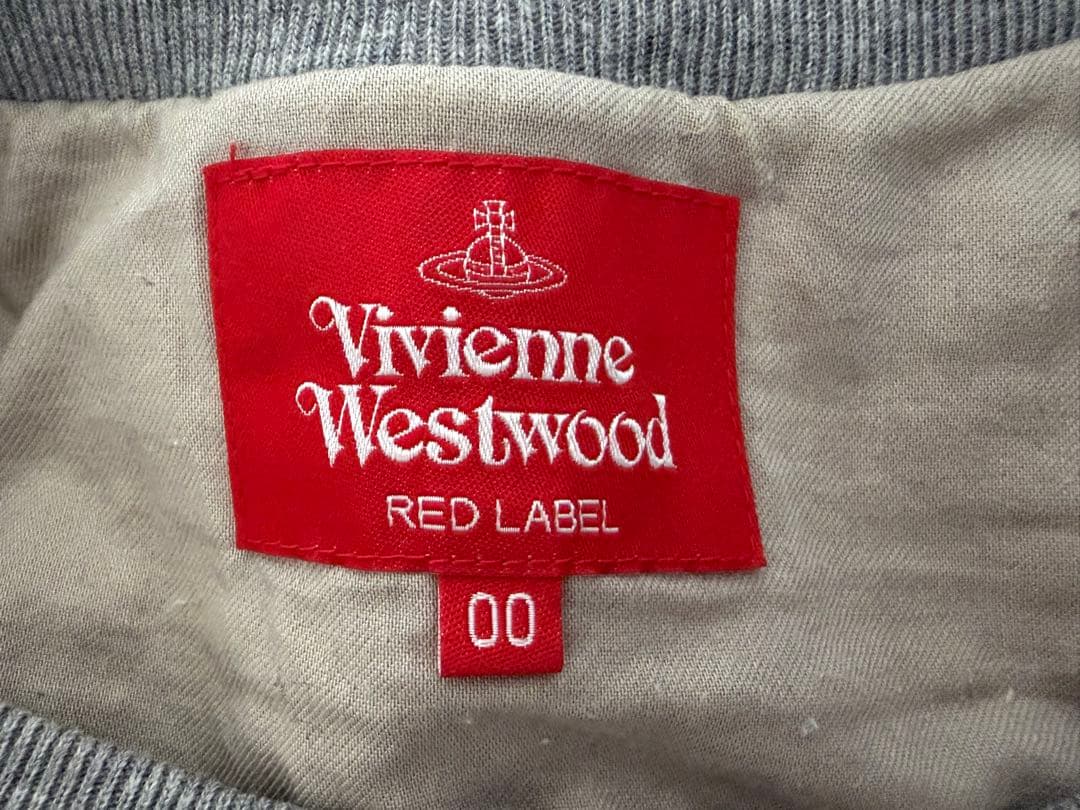 Vivienne
Westwood
RED LABEL
00